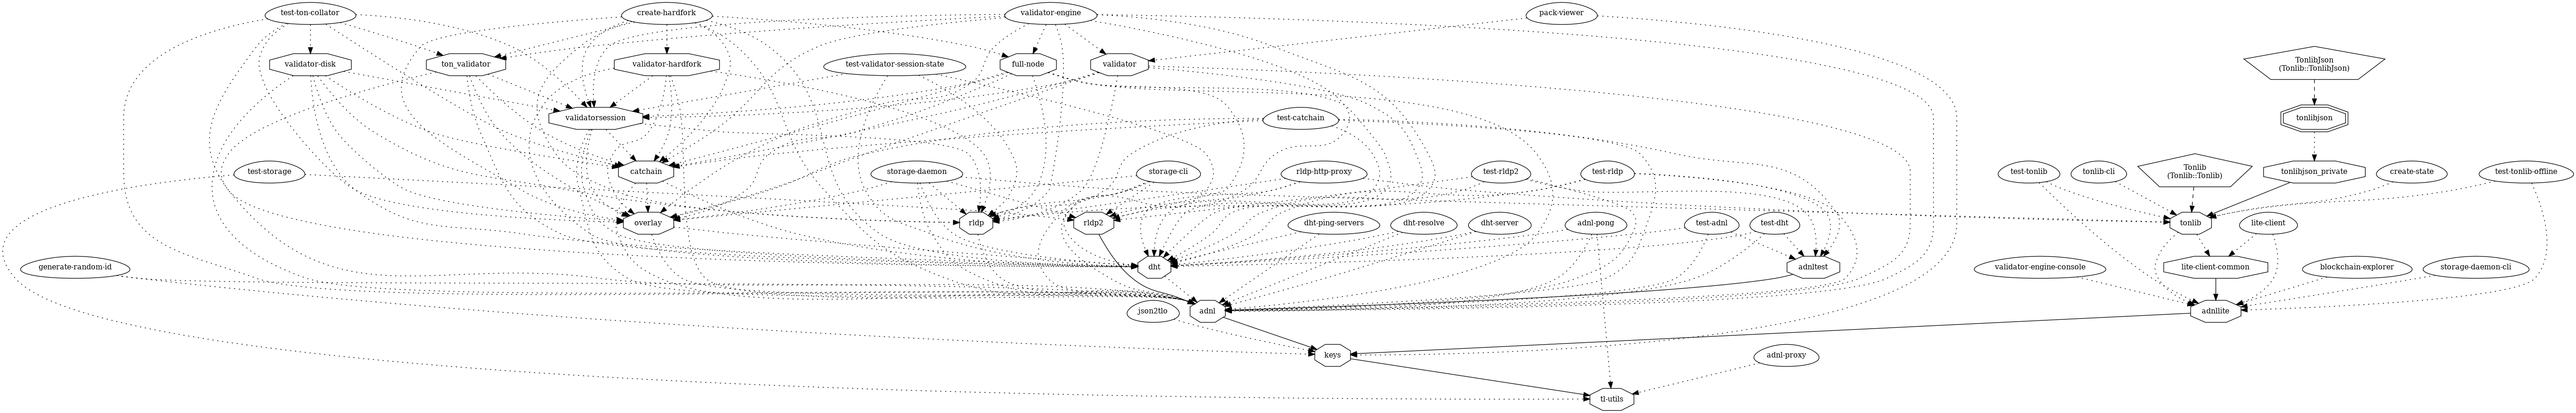 test-ton-collator
create-hardfork
validator-engine
pack-viewer
validator-disk
ton_validator
validator-hardfork
test-validator-session-state
full-node
validator
TonlibJson
(Tonlib::TonlibJson)
validatorsession
test-catchain
tonlibjson
test-storage
catchain
storage-daemon
storage-cli
rldp-http-proxy
test-rldp2
test-rldp
test-tonlib
tonlib-cli
Tonlib
(Tonlib::Tonlib)
tonlibjson_private
create-state
test-tonlib-offline
overlay
rldp
rldp2
dht-ping-servers
dht-resolve
dht-server
adnl-pong
test-adnl
test-dht
tonlib
lite-client
generate-random-id
dht
adnltest
validator-engine-console
lite-client-common
blockchain-explorer
storage-daemon-cli
json2tlo
adnl
adnllite
keys
adnl-proxy
tl-utils